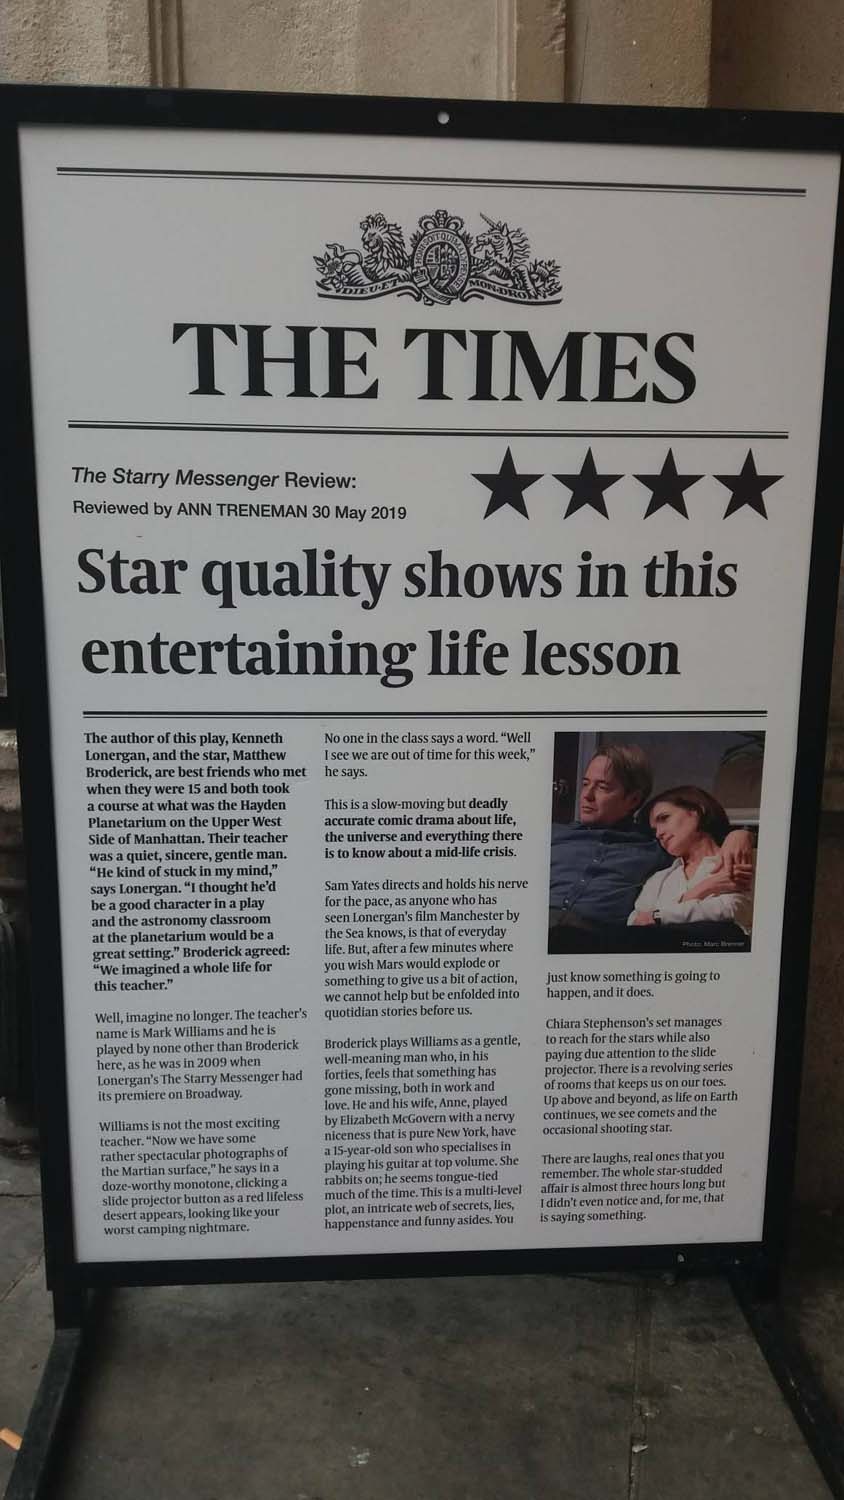 HONI SOIT QUI MAL Y PENSE
DIEU·ET MON·DROI
THE TIMES
The Starry Messenger Review:
Reviewed by ANN TRENEMAN 30 May 2019
Star quality shows in this
entertaining life lesson
The author of this play, Kenneth
Lonergan, and the star, Matthew
Broderick, are best friends who met
when they were 15 and both took
a course at what was the Hayden
Planetarium on the Upper West
Side of Manhattan. Their teacher
was a quiet, sincere, gentle man.
“He kind of stuck in my mind,”
says Lonergan. “I thought he’d
be a good character in a play
and the astronomy classroom
at the planetarium would be a
great setting.” Broderick agreed:
“We imagined a whole life for
this teacher.”
Well, imagine no longer. The teacher’s
name is Mark Williams and he is
played by none other than Broderick
here, as he was in 2009 when
Lonergan’s The Starry Messenger had
its premiere on Broadway.
Williams is not the most exciting
teacher. “Now we have some
rather spectacular photographs of
the Martian surface,” he says in a
doze-worthy monotone, clicking a
slide projector button as a red lifeless
desert appears, looking like your
worst camping nightmare.
No one in the class says a word. “Well
I see we are out of time for this week,”
he says.
This is a slow-moving but deadly
accurate comic drama about life,
the universe and everything there
is to know about a mid-life crisis.
Sam Yates directs and holds his nerve
for the pace, as anyone who has
seen Lonergan’s film Manchester by
the Sea knows, is that of everyday
life. But, after a few minutes where
you wish Mars would explode or
something to give us a bit of action,
we cannot help but be enfolded into
quotidian stories before us.
Broderick plays Williams as a gentle,
well-meaning man who, in his
forties, feels that something has
gone missing, both in work and
love. He and his wife, Anne, played
by Elizabeth McGovern with a nervy
niceness that is pure New York, have
a 15-year-old son who specialises in
playing his guitar at top volume. She
rabbits on; he seems tongue-tied
much of the time. This is a multi-level
plot, an intricate web of secrets, lies,
happenstance and funny asides. You
Photo: Marc Brenner
just know something is going to
happen, and it does.
Chiara Stephenson’s set manages
to reach for the stars while also
paying due attention to the slide
projector. There is a revolving series
of rooms that keeps us on our toes.
Up above and beyond, as life on Earth
continues, we see comets and the
occasional shooting star.
There are laughs, real ones that you
remember. The whole star-studded
affair is almost three hours long but
I didn’t even notice and, for me, that
is saying something.